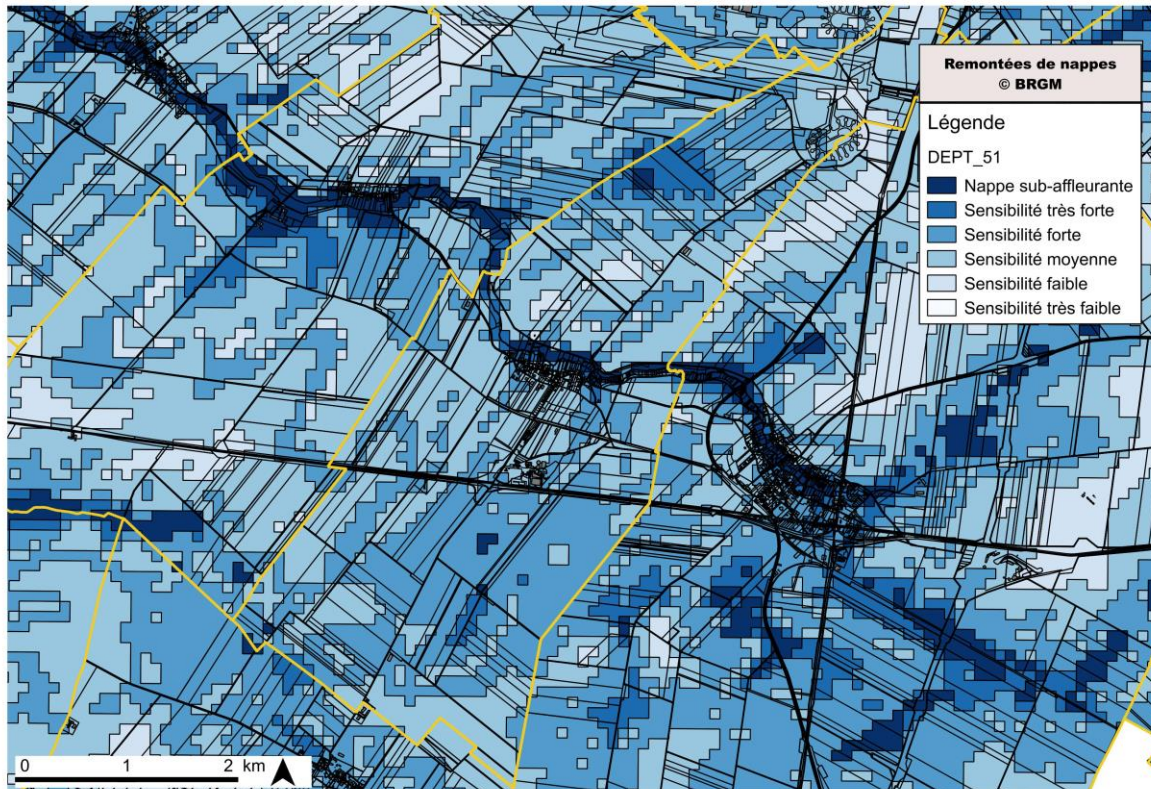 Remontées de nappes
© BRGM
Légende
DEPT_51
Nappe sub-affleurante
Sensibilité très forte
Sensibilité forte
Sensibilité moyenne
Sensibilité faible
Sensibilité très faible
0 1 2 km